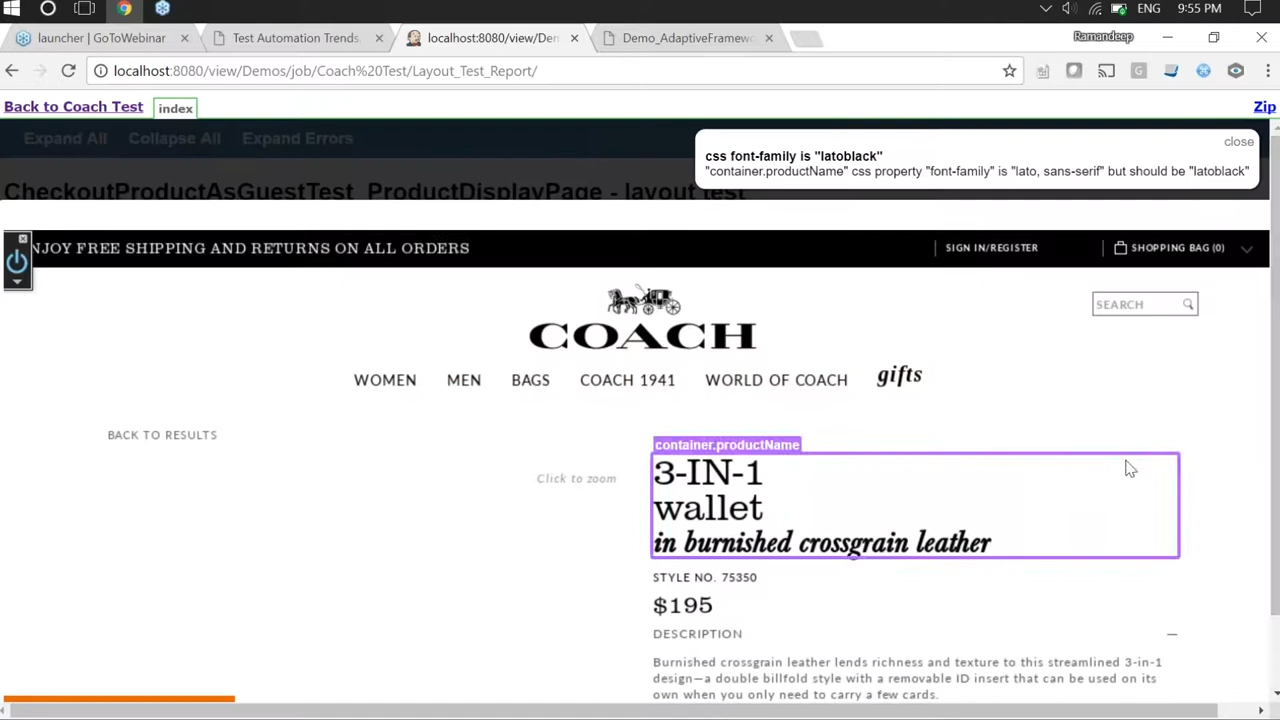 ENG 9:55 PM
launcher | GoToWebinar
Test Automation Trends,
localhost:8080/view/Den
Demo_AdaptiveFramew
Ramandeep
localhost:8080/view/Demos/job/Coach%20Test/Layout_Test_Report/
Back to Coach Test
index
Zip
Expand All
Collapse All
Expand Errors
close
css font-family is "latoblack"
"container.productName" css property "font-family" is "lato, sans-serif" but should be "latoblack"
CheckoutProductAsGuestTest_ProductDisplayPage - layout test
NJOY FREE SHIPPING AND RETURNS ON ALL ORDERS
SIGN IN/REGISTER
SHOPPING BAG (0)
COACH
SEARCH
WOMEN
MEN
BAGS
COACH 1941
WORLD OF COACH
gifts
BACK TO RESULTS
container.productName
Click to zoom
3-IN-1
wallet
in burnished crossgrain leather
STYLE NO. 75350
$195
DESCRIPTION
Burnished crossgrain leather lends richness and texture to this streamlined 3-in-1
design—a double billfold style with a removable ID insert that can be used on its
own when you only need to carry a few cards.